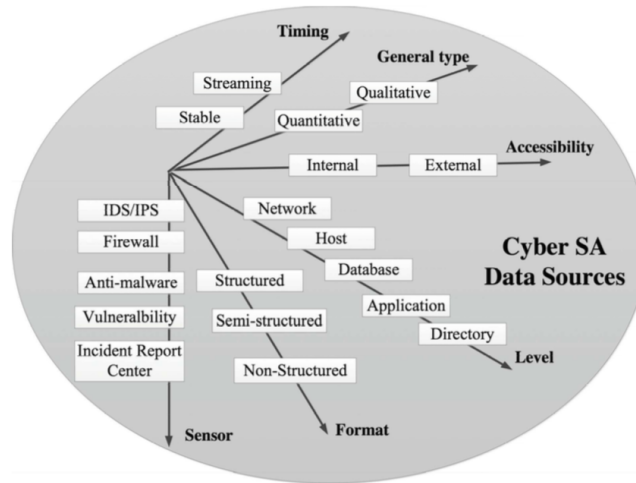 Timing
Streaming
Stable
General type
Qualitative
Quantitative
Accessibility
Internal
External
Cyber SA
Data Sources
Network
Host
Database
Application
Directory
Level
Structured
Semi-structured
Non-Structured
Format
IDS/IPS
Firewall
Anti-malware
Vulneralbility
Incident Report
Center
Sensor